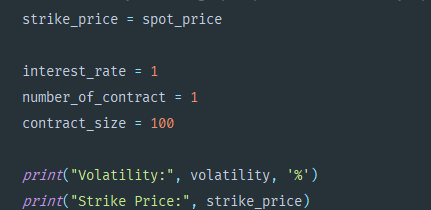 strike_price = spot_price
interest_rate = 1
number_of_contract = 1
contract_size = 100
print("Volatility:", volatility, '%')
print("Strike Price:", strike_price)